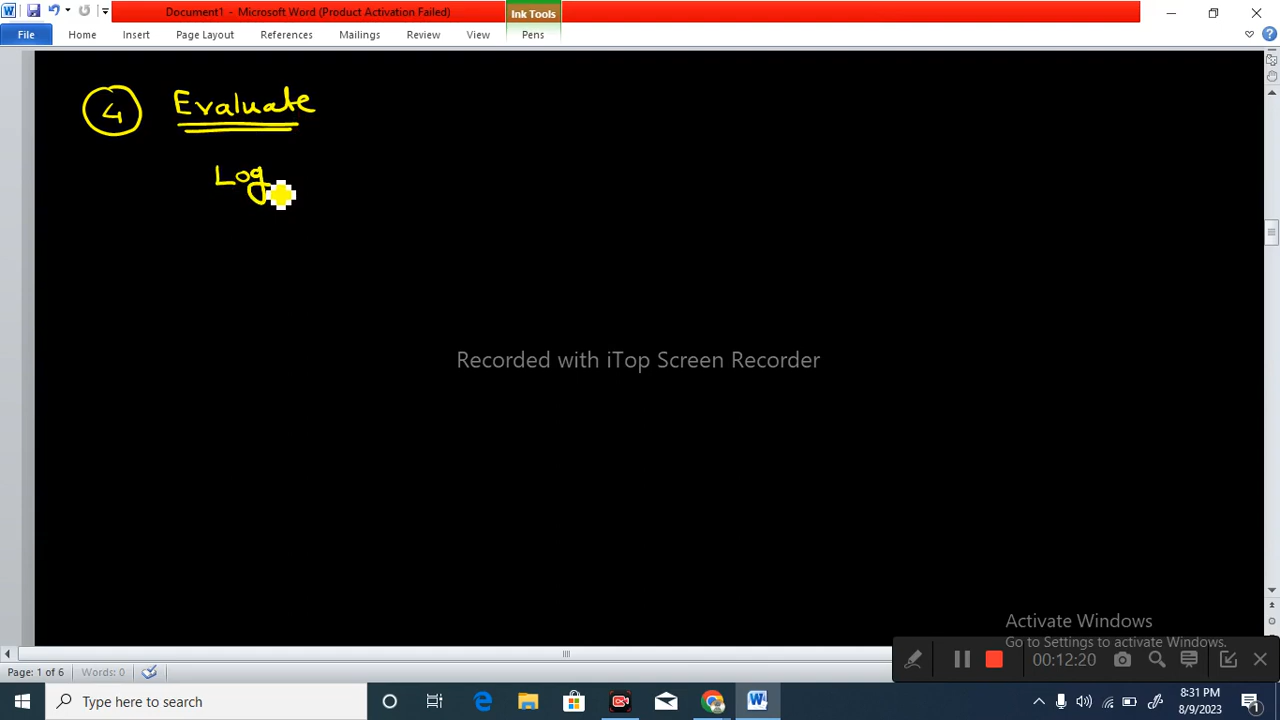 Document1 - Microsoft Word (Product Activation Failed)
Ink Tools
File Home Insert Page Layout References Mailings Review View Pens
4 Evaluate
Log
Recorded with iTop Screen Recorder
Activate Windows
Go to Settings to activate Windows.
00:12:20
Page: 1 of 6 Words: 0
Type here to search
8:31 PM
8/9/2023